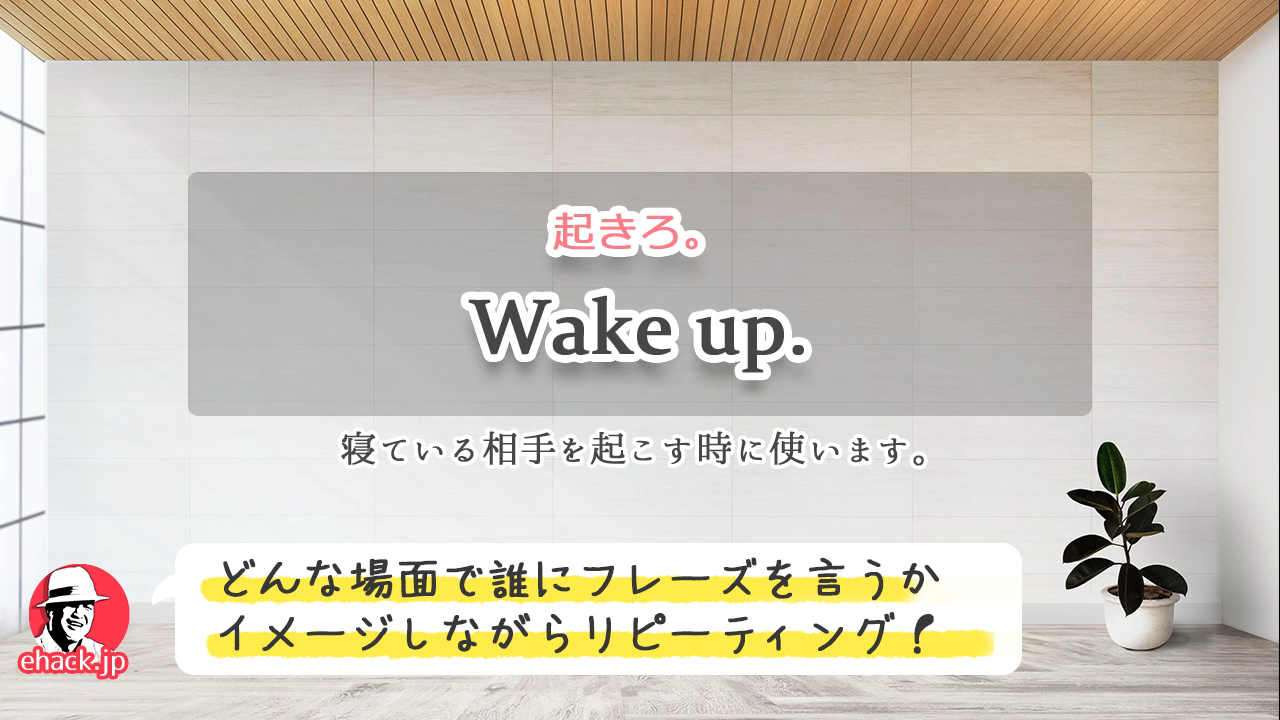 起きろ。
Wake up.
寝ている相手を起こす時に使います。
どんな場面で誰にフレーズを言うか
イメージしながらリピーティング!
ehack.jp